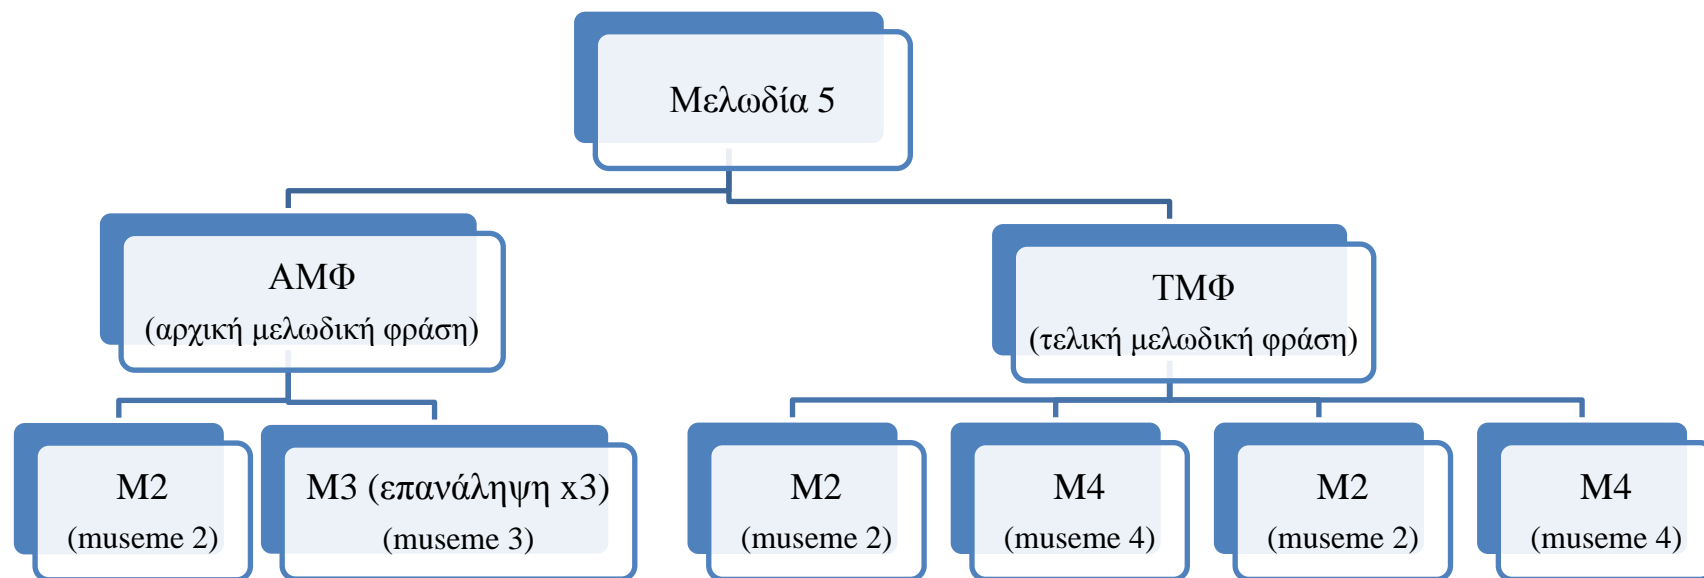 Μελωδία 5
ΑΜΦ
(αρχική μελωδική φράση)
ΤΜΦ
(τελική μελωδική φράση)
Μ2
(museme 2)
Μ3 (επανάληψη x3)
(museme 3)
Μ2
(museme 2)
Μ4
(museme 4)
Μ2
(museme 2)
Μ4
(museme 4)